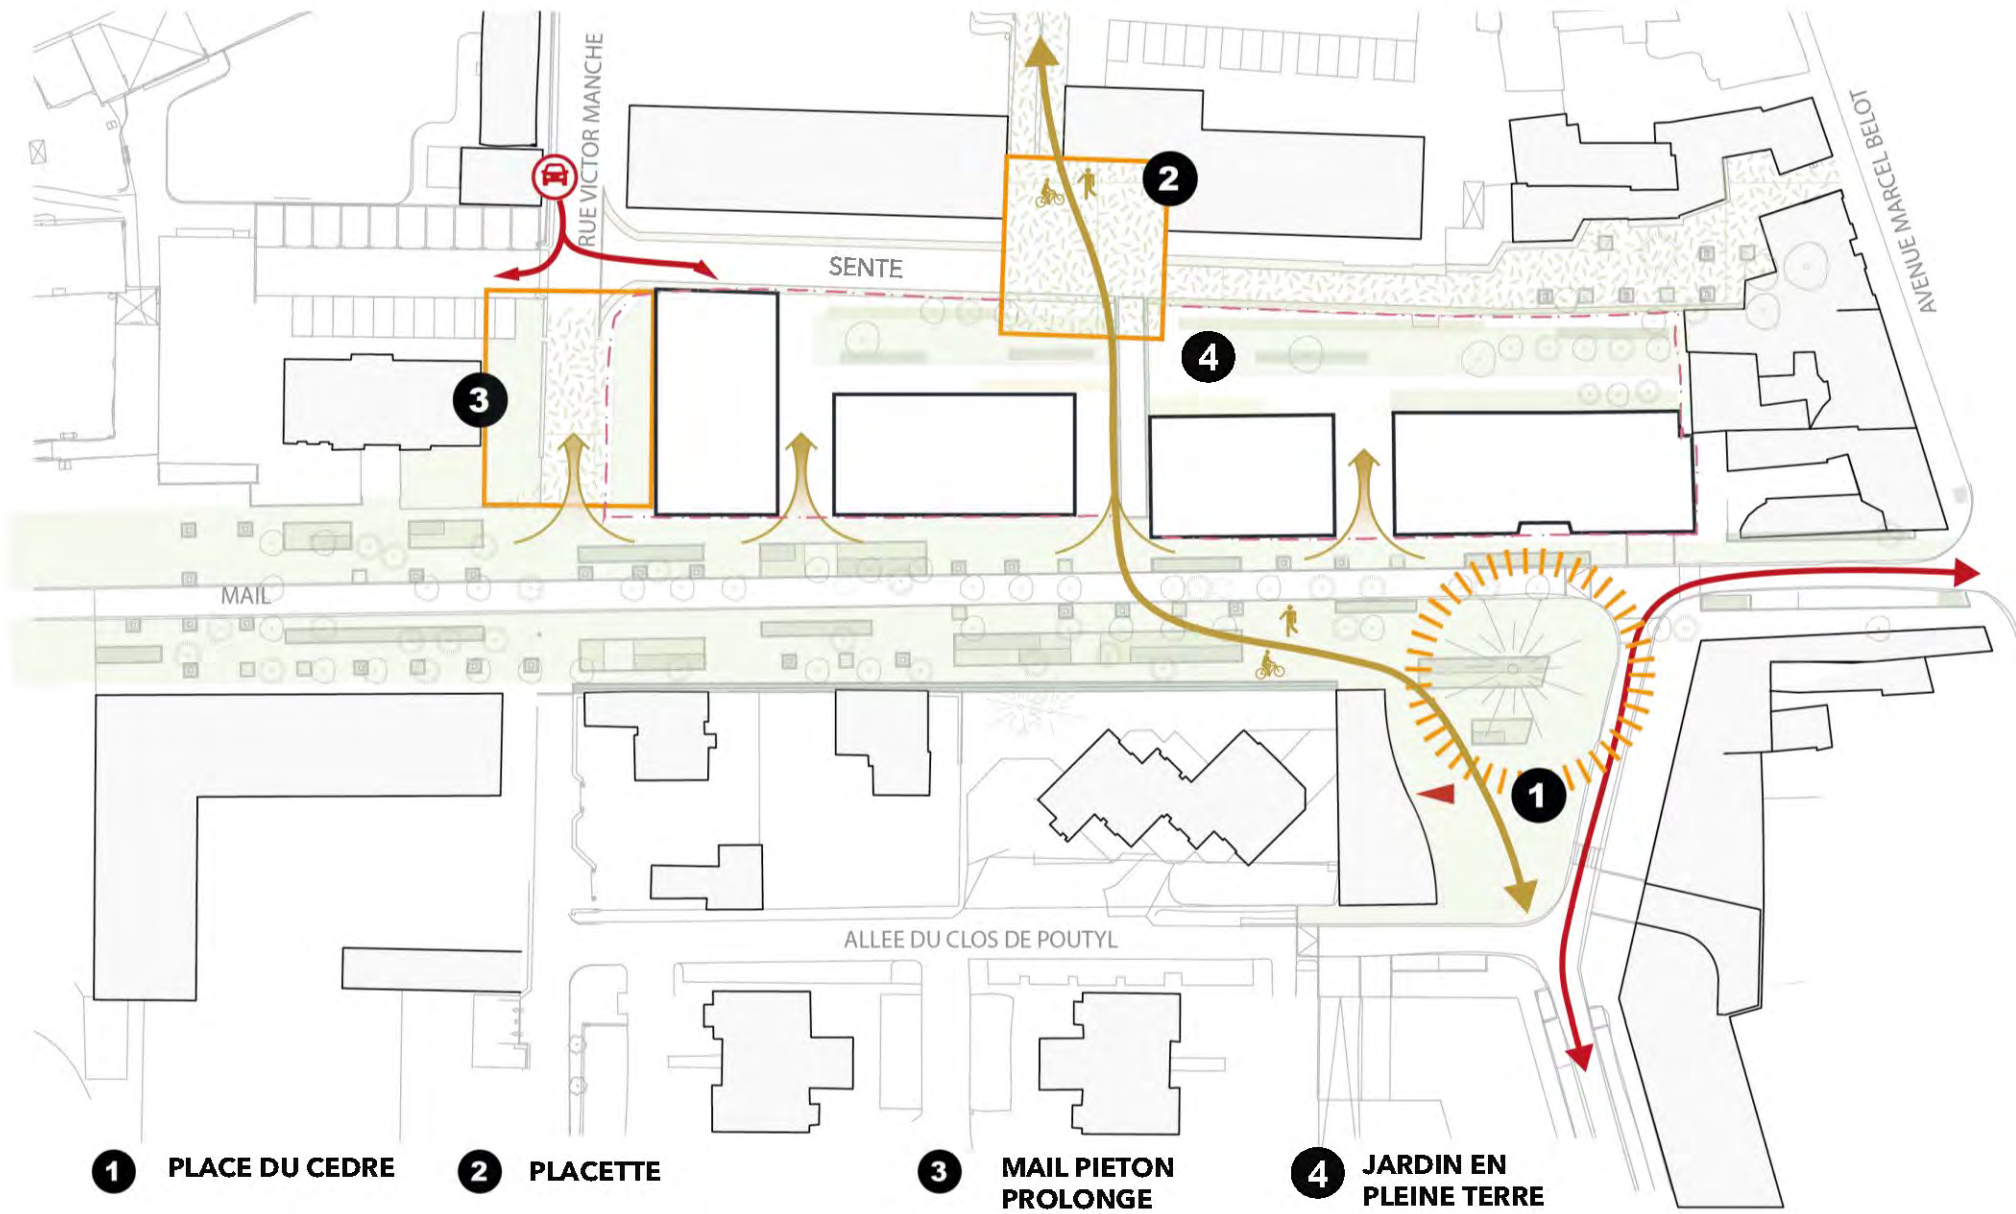 RUE VICTOR MANCHE
AVENUE MARCEL BELOT
2
SENTE
4
3
MAIL
1
ALLEE DU CLOS DE POUTYL
1 PLACE DU CEDRE
2 PLACETTE
3 MAIL PIETON
PROLONGE
4 JARDIN EN
PLEINE TERRE